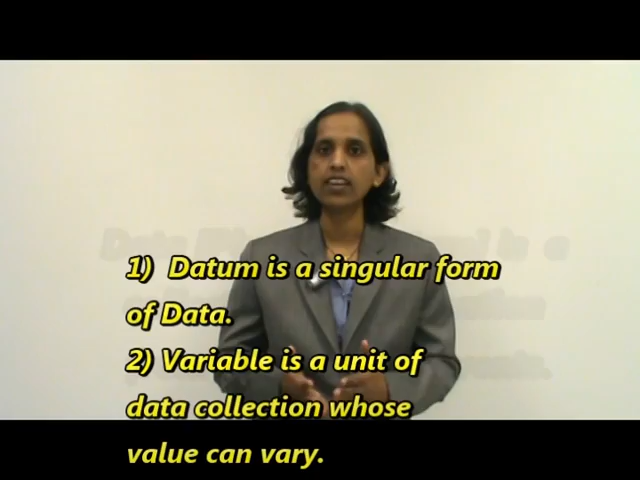 1) Datum is a singular form
of Data.
2) Variable is a unit of
data collection whose
value can vary.